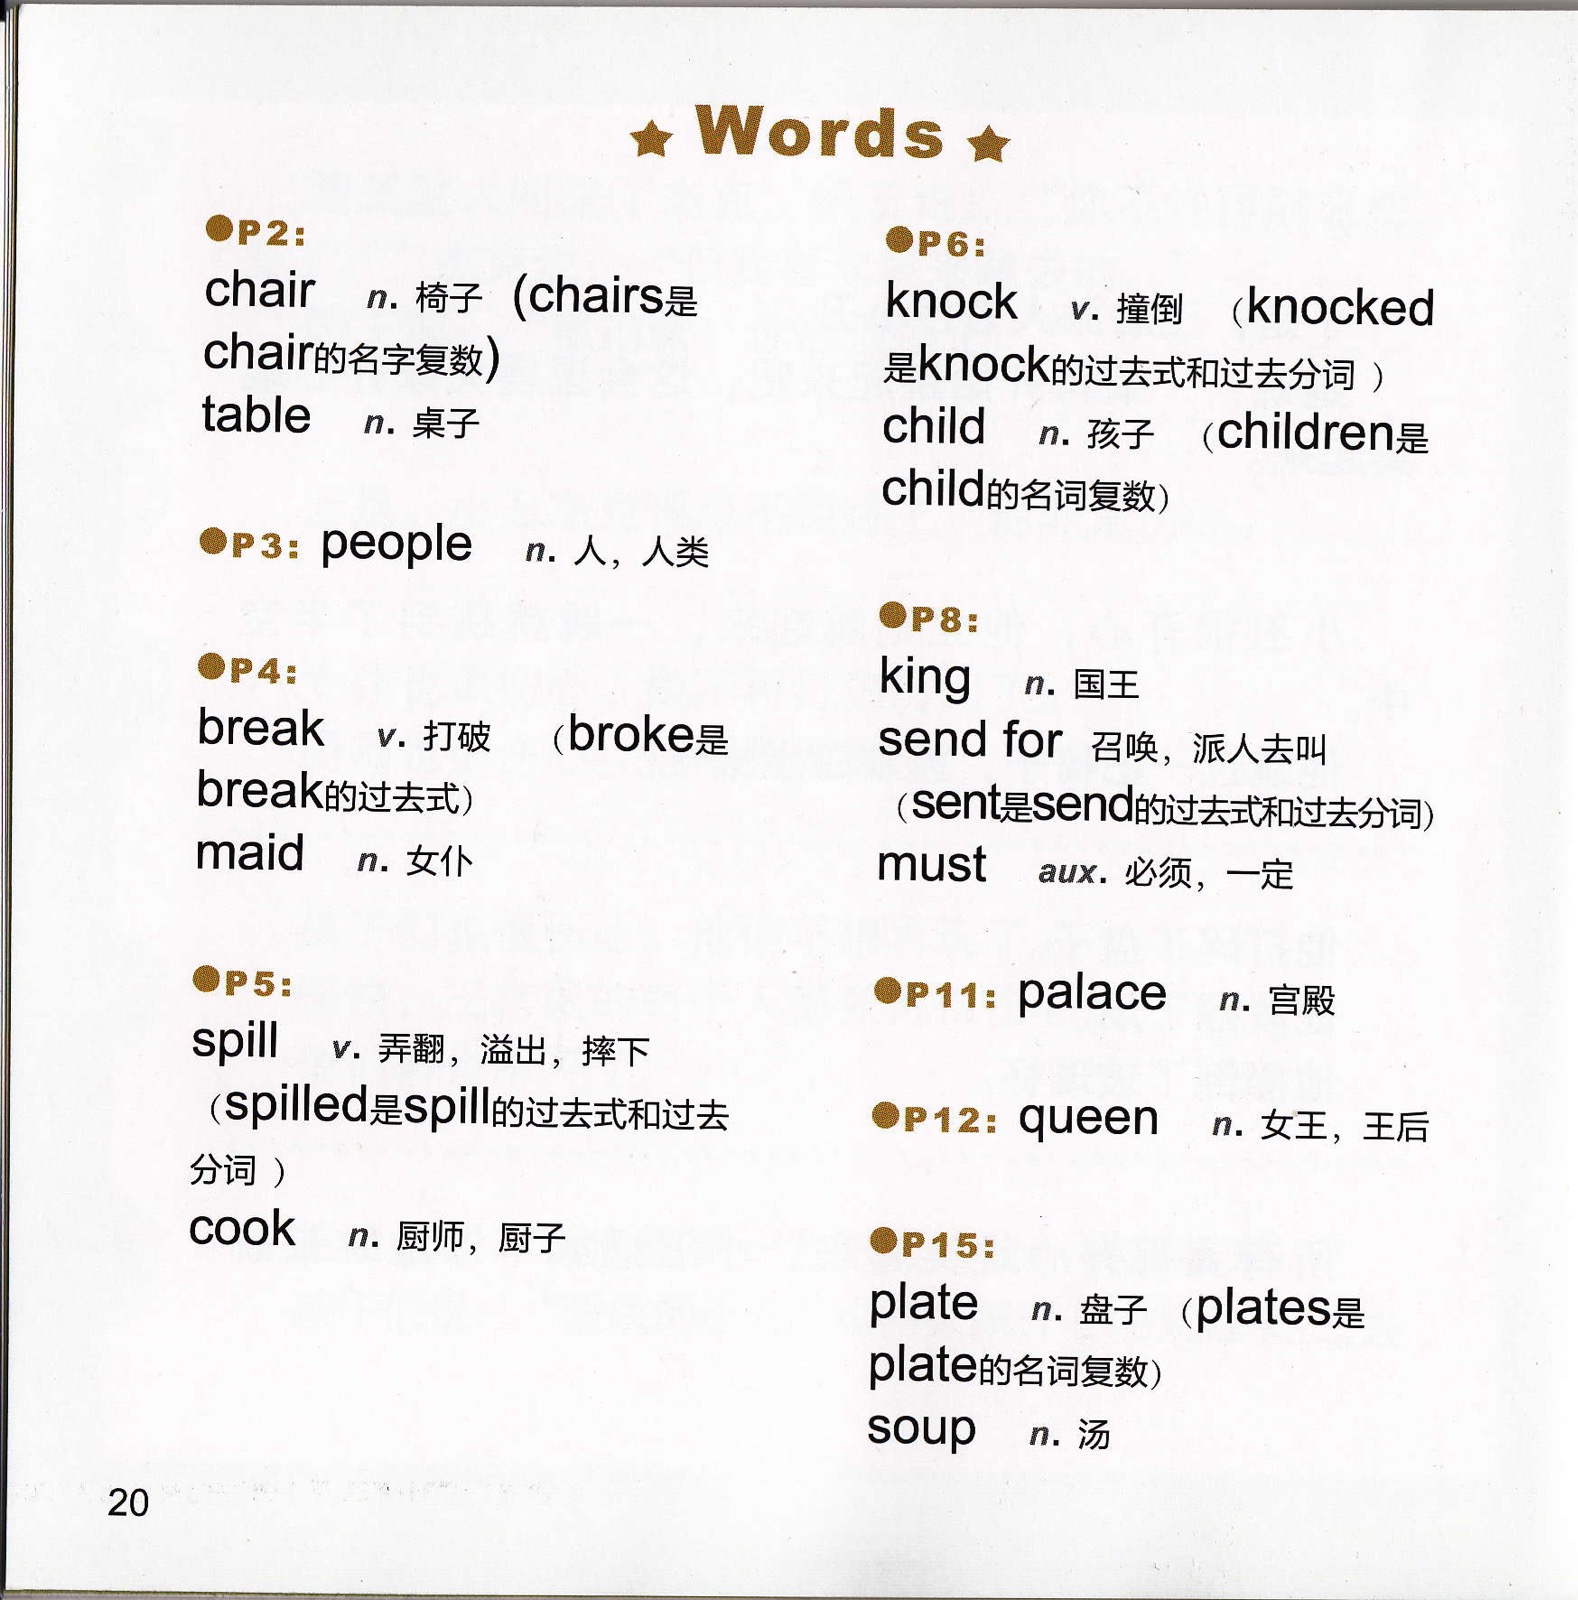 ★ Words ★
●P2:
chair n. 椅子 (chairs是
chair的名字复数)
table n. 桌子
●P3: people n. 人，人类
●P4:
break v. 打破 （broke是
break的过去式）
maid n. 女仆
●P5:
spill v. 弄翻，溢出，摔下
（spilled是spill的过去式和过去
分词 ）
cook n. 厨师，厨子
●P6:
knock v. 撞倒 （knocked
是knock的过去式和过去分词 ）
child n. 孩子 （children是
child的名词复数）
●P8:
king n. 国王
send for 召唤，派人去叫
（sent是send的过去式和过去分词）
must aux. 必须，一定
●P11: palace n. 宫殿
●P12: queen n. 女王，王后
●P15:
plate n. 盘子 （plates是
plate的名词复数）
soup n. 汤
20